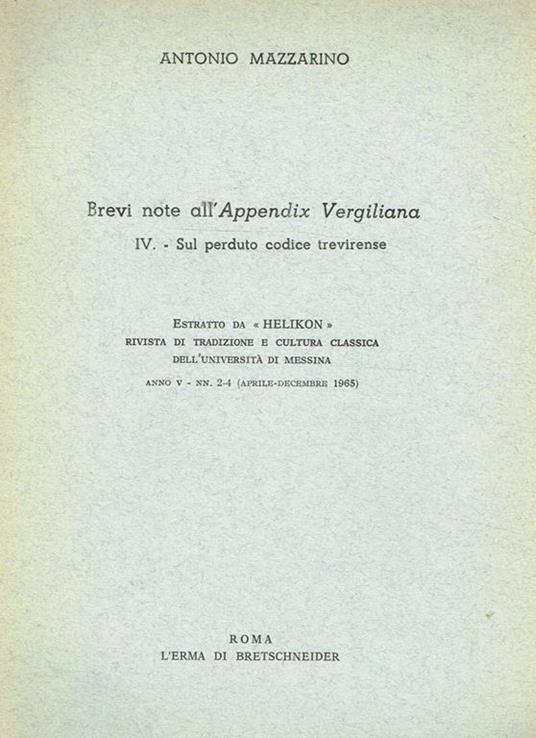 ANTONIO MAZZARINO
Brevi note all'Appendix Vergiliana
IV. - Sul perduto codice trevirense
ESTRATTO DA « HELIKON »
RIVISTA DI TRADIZIONE E CULTURA CLASSICA
DELL'UNIVERSITÀ DI MESSINA
ANNO V - NN. 2-4 (APRILE-DECEMBRE 1965)
ROMA
L'ERMA DI BRETSCHNEIDER